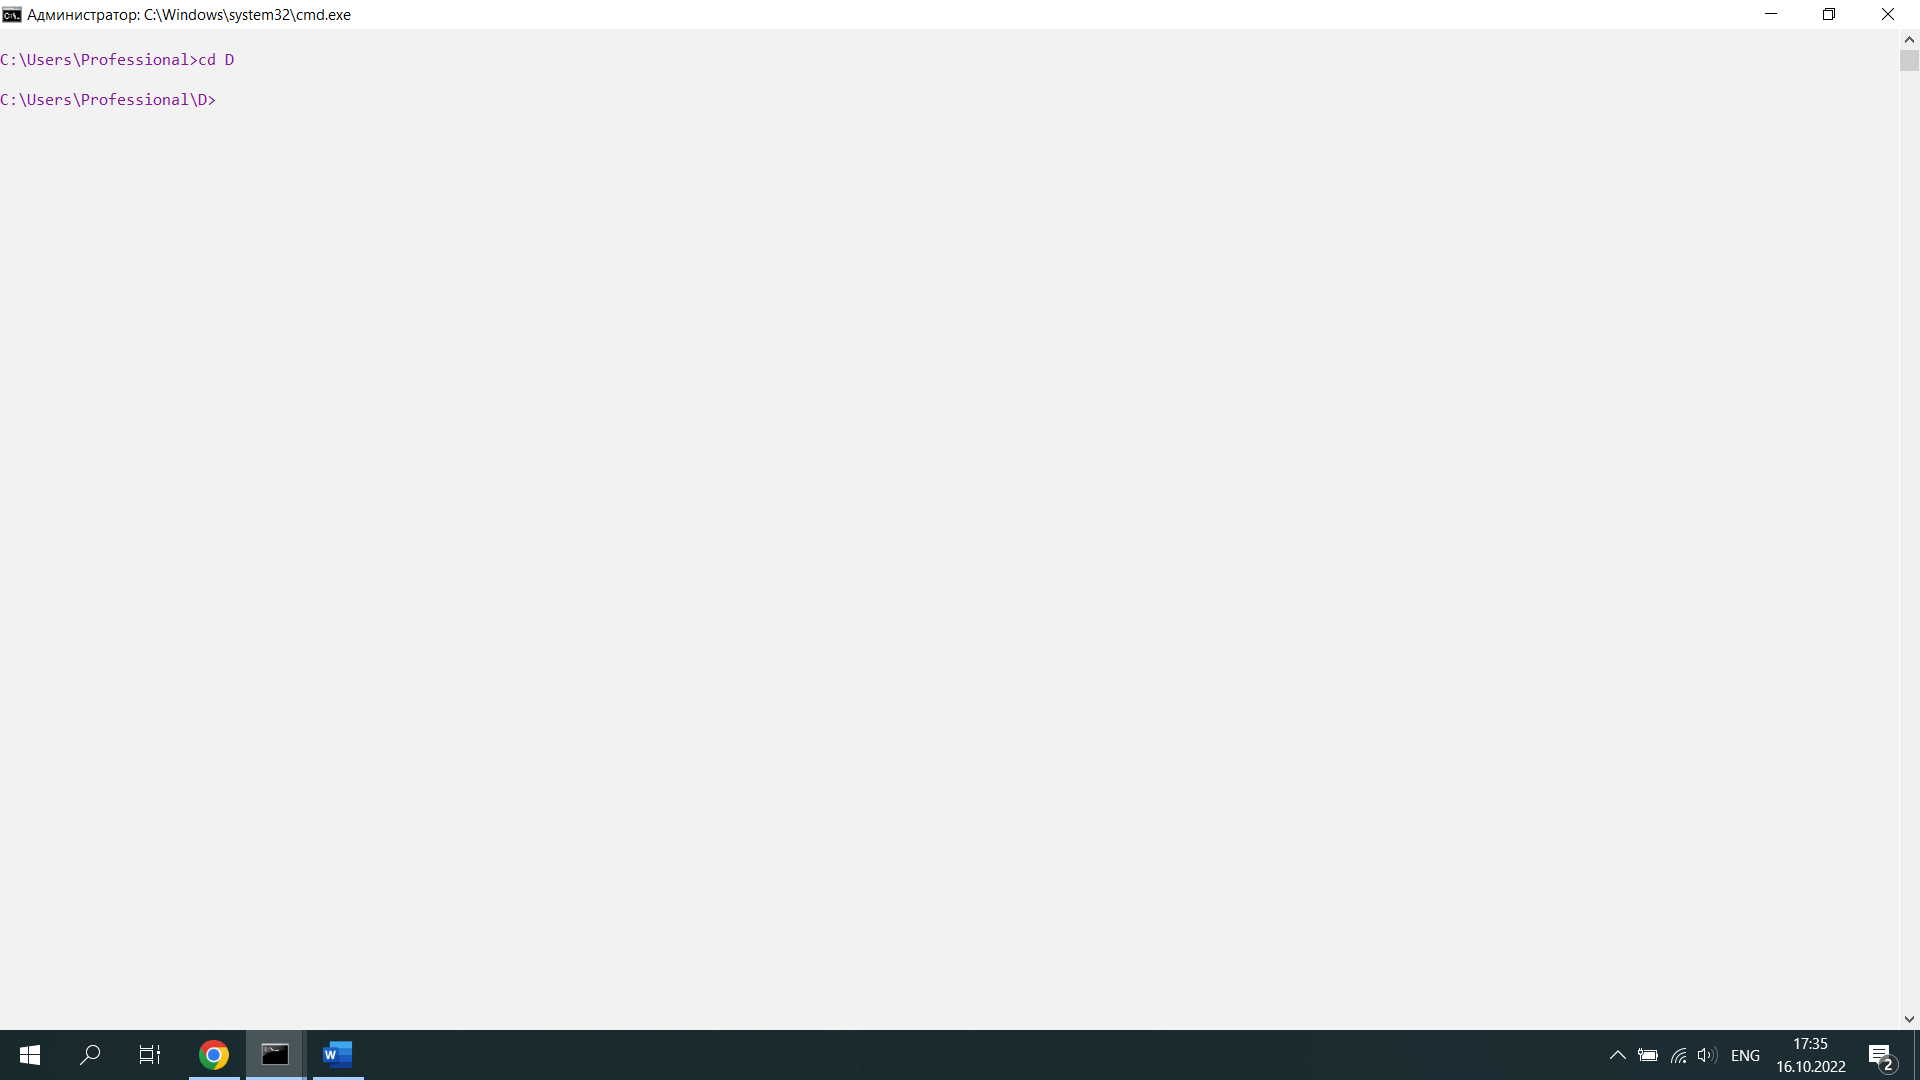 Администратор: C:\Windows\system32\cmd.exe
C:\Users\Professional>cd D
C:\Users\Professional\D>
ENG
17:35
16.10.2022
2